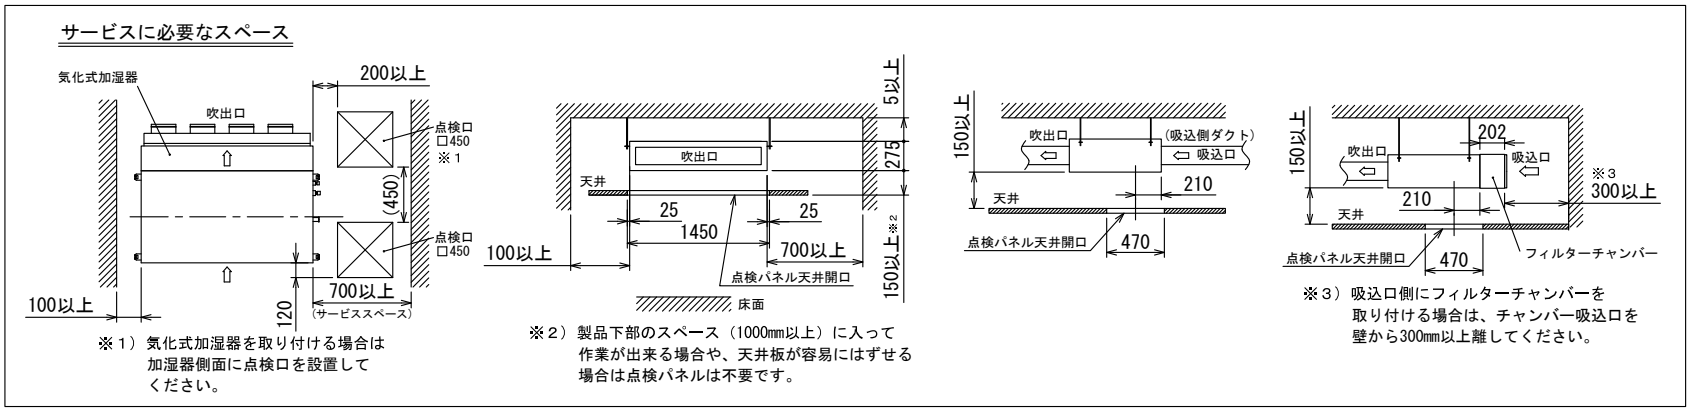 サービスに必要なスペース
気化式加湿器
200以上
吹出口
点検口
□450
※１
(450)
点検口
□450
100以上
120
700以上
(サービススペース)
※１) 気化式加湿器を取り付ける場合は
加湿器側面に点検口を設置して
ください。
5以上
275
吹出口
天井
25
25
1450
100以上
700以上
150以上※２
点検パネル天井開口
床面
※２) 製品下部のスペース（1000mm以上）に入って
作業が出来る場合や、天井板が容易にはずせる
場合は点検パネルは不要です。
150以上
吹出口
(吸込側ダクト)
吸込口
210
天井
点検パネル天井開口
470
150以上
202
吹出口
吸込口
※３
300以上
210
天井
点検パネル天井開口
470
フィルターチャンバー
※３) 吸込口側にフィルターチャンバーを
取り付ける場合は、チャンバー吸込口を
壁から300mm以上離してください。